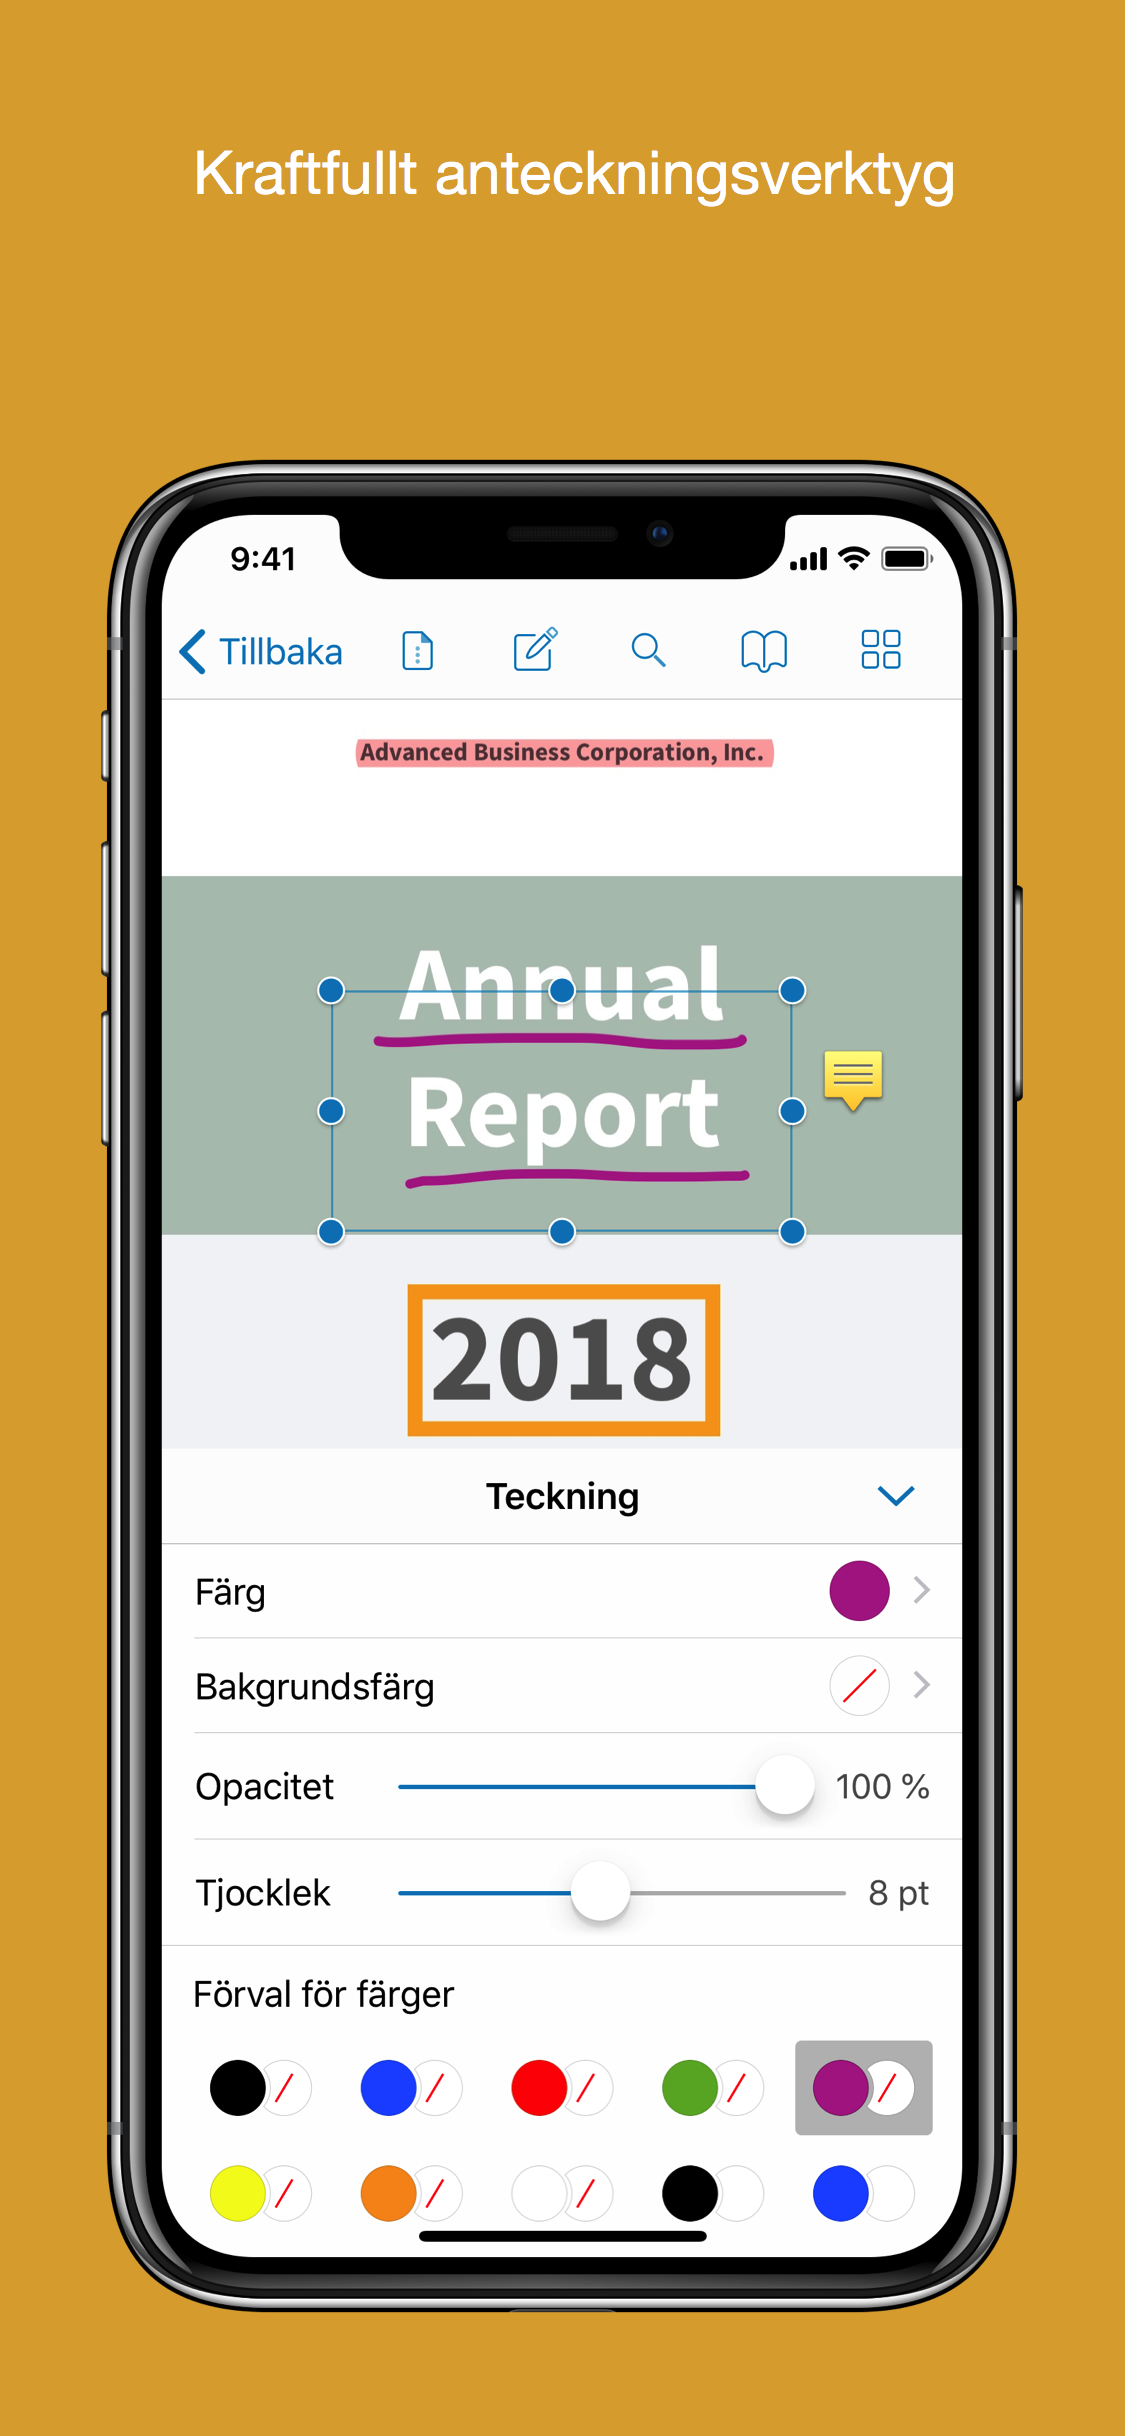 Kraftfullt anteckningsverktyg
9:41
Tillbaka
Advanced Business Corporation, Inc.
Annual
Report
2018
Teckning
Färg
Bakgrundsfärg
Opacitet 100 %
Tjocklek 8 pt
Förval för färger